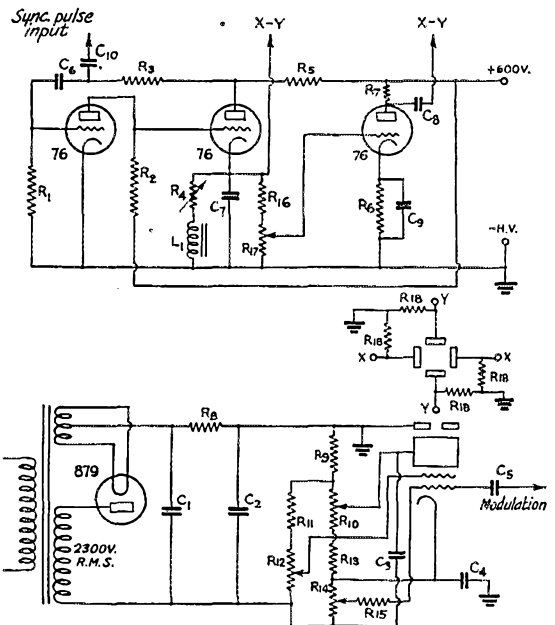 Sync. pulse
input
X-Y
X-Y
C6
C10
R3
R5
+600V.
R7
C8
76
76
76
R1
R2
R4
C7
R16
R6
C9
L1
R17
-H.V.
R18
Y
R18
X
X
R18
Y
R18
R8
R9
879
C1
C2
R11
R10
C5
Modulation
2300V.
R.M.S.
R12
R13
C3
C4
R14
R15